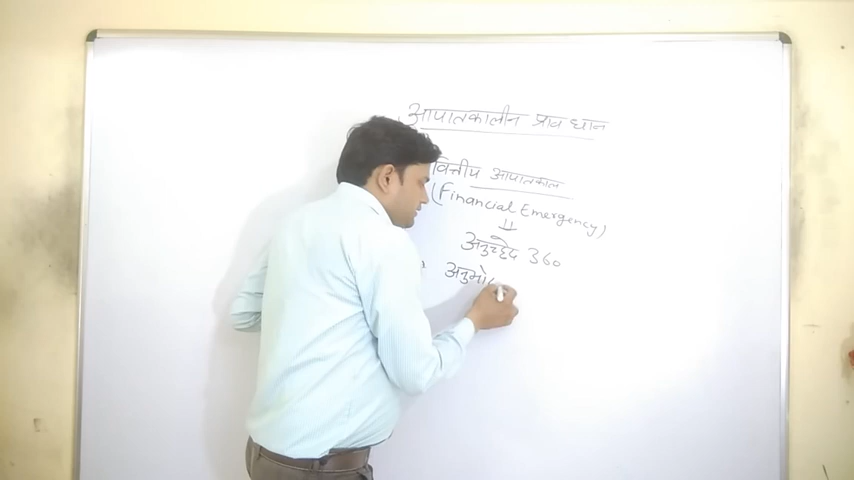 आपातकालीन प्रावधान
वित्तीय आपातकाल
(Financial Emergency)
अनुच्छेद 360
अनुमो